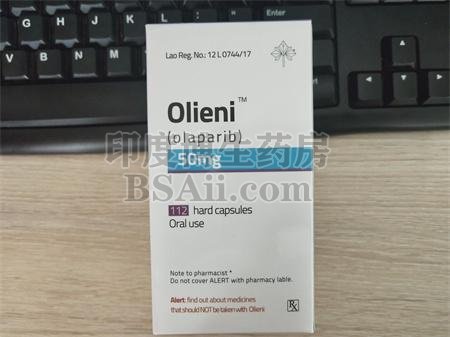 Lao Reg. No.: 12 L 0744/17
Olieni™
(olaparib)
印度博生药房
50mg
BSAii.com
112 hard capsules
Oral use
Note to pharmacist *
Do not cover ALERT with pharmacy lable.
Alert: find out about medicines
that should NOT be taken with Olieni
Rx